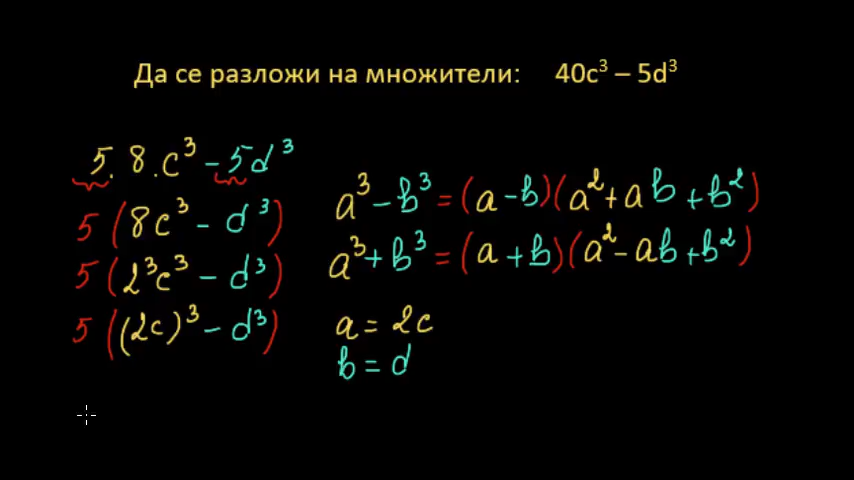 Да се разложи на множители: 40c³ – 5d³
5.8.c³ - 5d³
5(8c³ - d³)
5(2³c³ - d³)
5((2c)³ - d³)
a³ - b³ = (a - b)(a² + ab + b²)
a³ + b³ = (a + b)(a² - ab + b²)
a = 2c
b = d